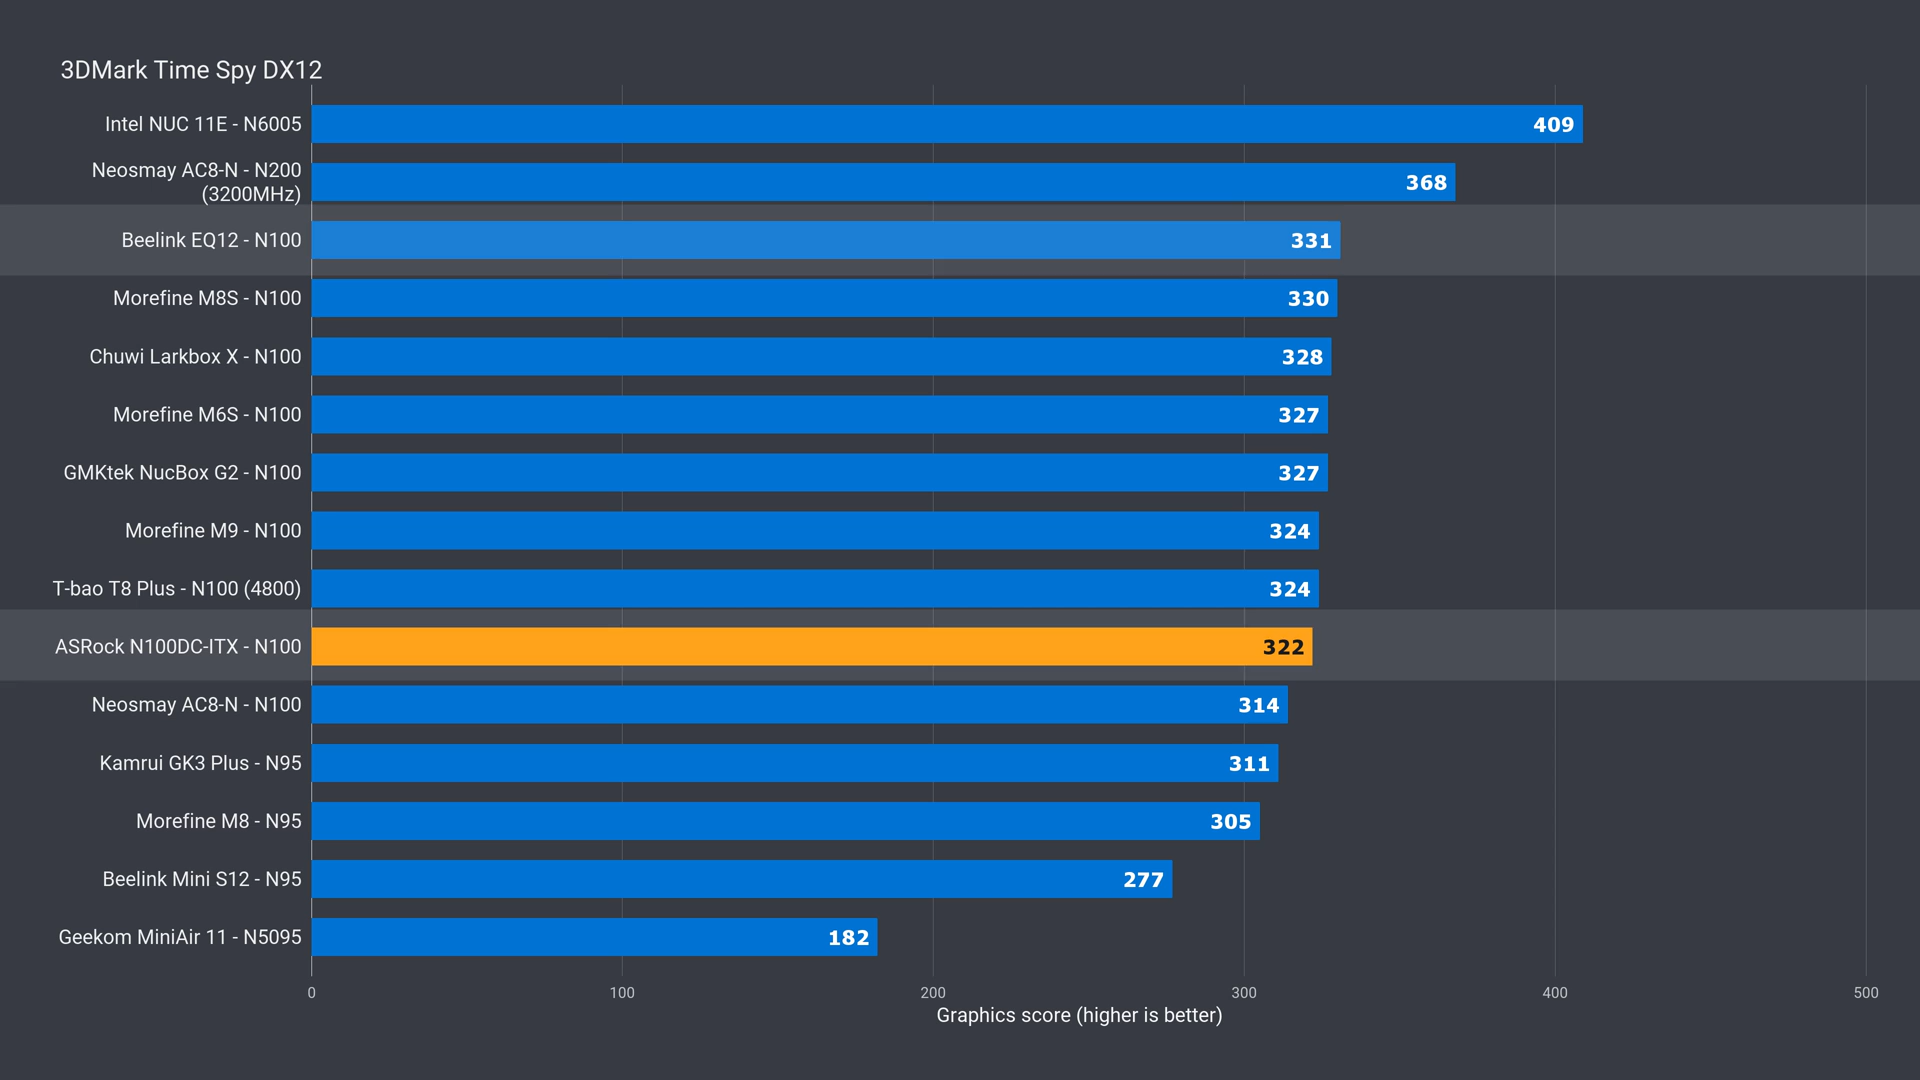 3DMark Time Spy DX12
Intel NUC 11E - N6005
409
Neosmay AC8-N - N200
(3200MHz)
368
Beelink EQ12 - N100
331
Morefine M8S - N100
330
Chuwi Larkbox X - N100
328
Morefine M6S - N100
327
GMKtek NucBox G2 - N100
327
Morefine M9 - N100
324
T-bao T8 Plus - N100 (4800)
324
ASRock N100DC-ITX - N100
322
Neosmay AC8-N - N100
314
Kamrui GK3 Plus - N95
311
Morefine M8 - N95
305
Beelink Mini S12 - N95
277
Geekom MiniAir 11 - N5095
182
0 100 200 300 400 500
Graphics score (higher is better)